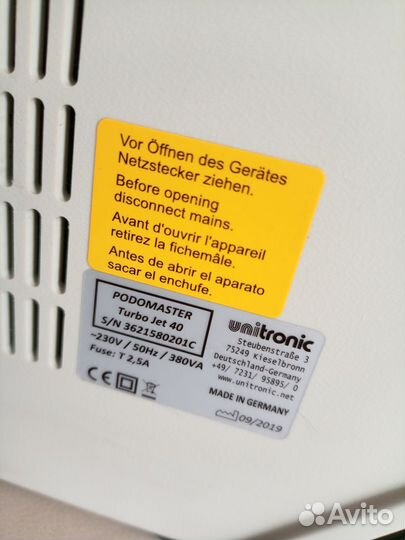 Vor Öffnen des Gerätes
Netzstecker ziehen.
Before opening
disconnect mains.
Avant d'ouvrir l'appareil
retirez la fichemâle.
Antes de abrir el aparato
sacar el enchufe.
PODOMASTER
Turbo Jet 40
S/N 3621580201C
~230V / 50Hz / 380VA
Fuse: T 2,5A
CE
unitronic
Steubenstraße 3
75249 Kieselbronn
Deutschland-Germany
+49/ 7231/ 95895/ 0
www.unitronic.net
MADE IN GERMANY
09/2019
Avito